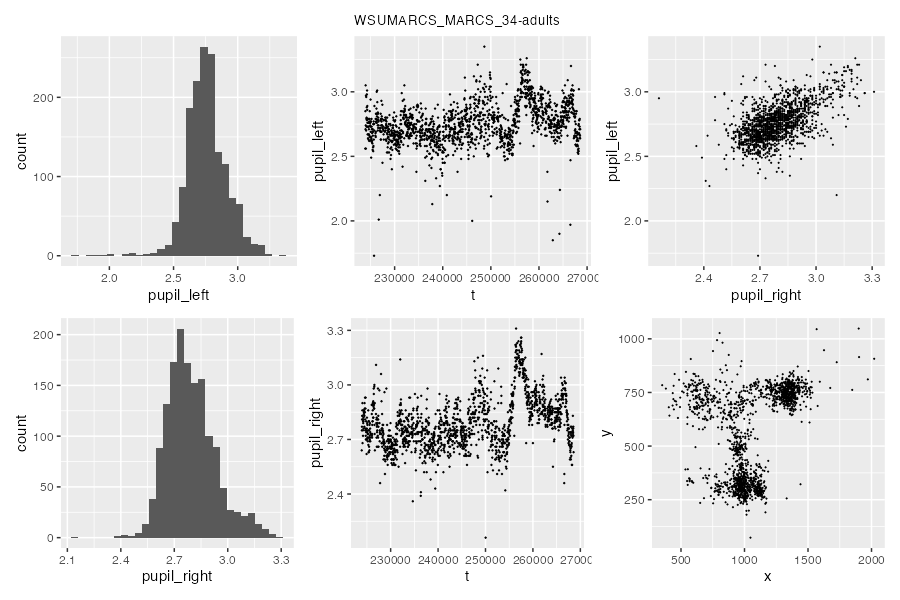 WSUMARCS_MARCS_34-adults
count
200
100
0
2.0 2.5 3.0
pupil_left
pupil_left
3.0
2.5
2.0
230000 240000 250000 260000 27000
t
pupil_left
3.0
2.5
2.0
2.4 2.7 3.0 3.3
pupil_right
count
200
150
100
50
0
2.1 2.4 2.7 3.0 3.3
pupil_right
pupil_right
3.3
3.0
2.7
2.4
230000 240000 250000 260000 27000
t
y
1000
750
500
250
500 1000 1500 2000
x